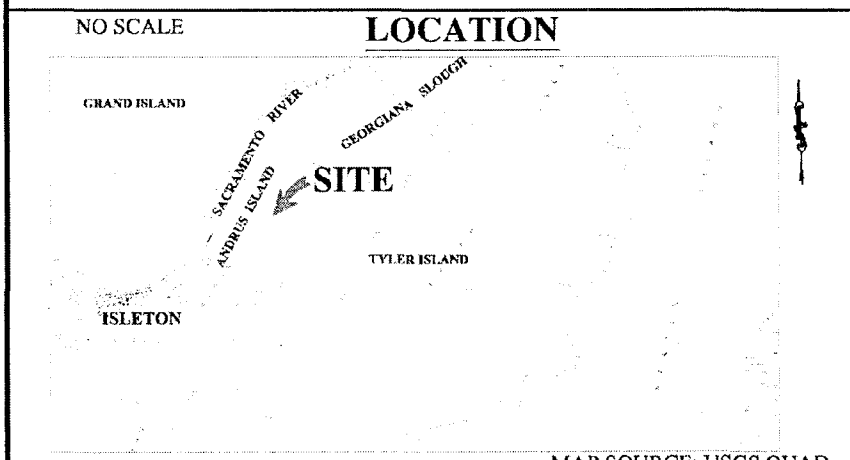 NO SCALE
LOCATION
GRAND ISLAND
SACRAMENTO RIVER
GEORGIANA SLOUGH
SITE
ANDRUS ISLAND
TYLER ISLAND
ISLETON
MAP SOURCE: USGS QUAD